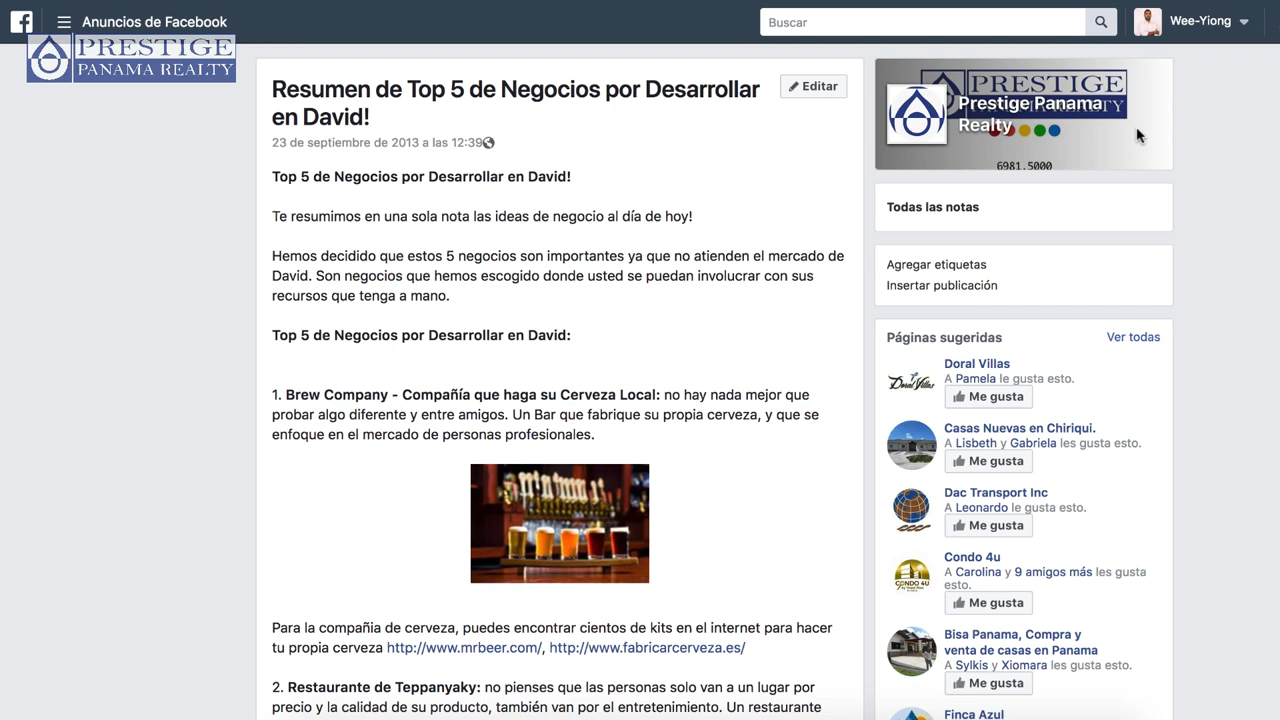 Anuncios de Facebook
Buscar
Wee-Yiong
PRESTIGE
PANAMA REALTY
Resumen de Top 5 de Negocios por Desarrollar
en David!
Editar
23 de septiembre de 2013 a las 12:39
Top 5 de Negocios por Desarrollar en David!
Te resumimos en una sola nota las ideas de negocio al día de hoy!
Hemos decidido que estos 5 negocios son importantes ya que no atienden el mercado de
David. Son negocios que hemos escogido donde usted se puedan involucrar con sus
recursos que tenga a mano.
Top 5 de Negocios por Desarrollar en David:
1. Brew Company - Compañía que haga su Cerveza Local: no hay nada mejor que
probar algo diferente y entre amigos. Un Bar que fabrique su propia cerveza, y que se
enfoque en el mercado de personas profesionales.
Para la compañia de cerveza, puedes encontrar cientos de kits en el internet para hacer
tu propia cerveza http://www.mrbeer.com/, http://www.fabricarcerveza.es/
2. Restaurante de Teppanyaky: no pienses que las personas solo van a un lugar por
precio y la calidad de su producto, también van por el entretenimiento. Un restaurante
PRESTIGE
PANAMA REALTY
Prestige Panama
Realty
6981.5000
Todas las notas
Agregar etiquetas
Insertar publicación
Páginas sugeridas
Ver todas
Doral Villas
Doral Villas
A Pamela le gusta esto.
Me gusta
Casas Nuevas en Chiriqui.
A Lisbeth y Gabriela les gusta esto.
Me gusta
Dac Transport Inc
A Leonardo le gusta esto.
Me gusta
CONDO 4U
Condo 4u
A Carolina y 9 amigos más les gusta
esto.
Me gusta
Bisa Panama, Compra y
venta de casas en Panama
A Sylkis y Xiomara les gusta esto.
Me gusta
Finca Azul